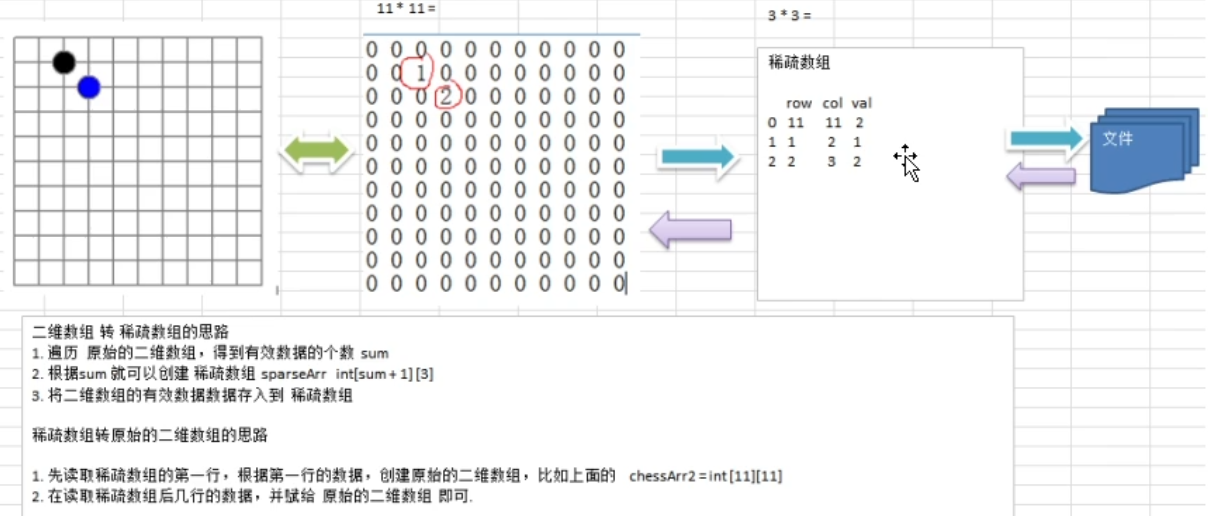 11 * 11 =
3 * 3 =
0 0 0 0 0 0 0 0 0 0 0
0 0 1 0 0 0 0 0 0 0 0
0 0 0 2 0 0 0 0 0 0 0
0 0 0 0 0 0 0 0 0 0 0
0 0 0 0 0 0 0 0 0 0 0
0 0 0 0 0 0 0 0 0 0 0
0 0 0 0 0 0 0 0 0 0 0
0 0 0 0 0 0 0 0 0 0 0
0 0 0 0 0 0 0 0 0 0 0
0 0 0 0 0 0 0 0 0 0 0
0 0 0 0 0 0 0 0 0 0 0
稀疏数组
row col val
0 11 11 2
1 1 2 1
2 2 3 2
文件
二维数组 转 稀疏数组的思路
1. 遍历 原始的二维数组，得到有效数据的个数 sum
2. 根据sum 就可以创建 稀疏数组 sparseArr int[sum + 1] [3]
3. 将二维数组的有效数据数据存入到 稀疏数组
稀疏数组转原始的二维数组的思路
1. 先读取稀疏数组的第一行，根据第一行的数据，创建原始的二维数组，比如上面的 chessArr2 = int [11][11]
2. 在读取稀疏数组后几行的数据，并赋给 原始的二维数组 即可.